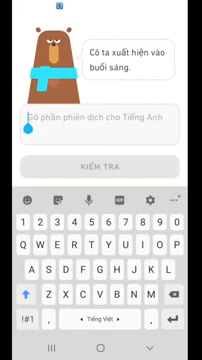 Cô ta xuất hiện vào
buổi sáng.
Gõ phần phiên dịch cho Tiếng Anh
KIỂM TRA
GIF
1 2 3 4 5 6 7 8 9 0
Q W E R T Y U I O P
A S D F G H J K L
Z X C V B N M
!#1 , Tiếng Việt .